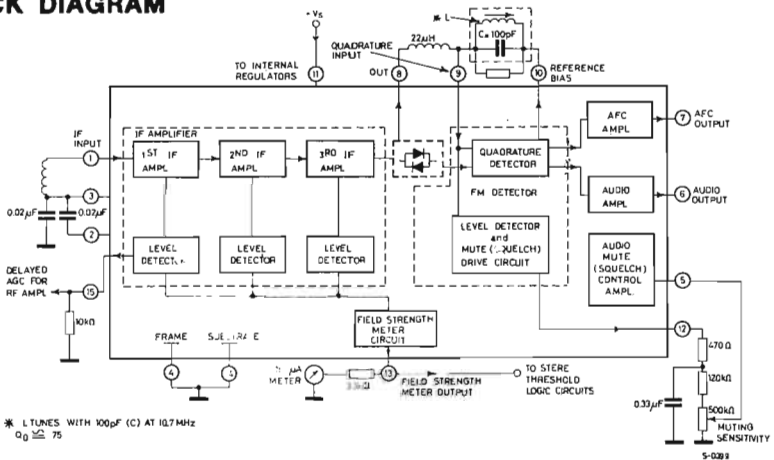 CK DIAGRAM
+Vs
TO INTERNAL
REGULATORS
11
QUADRATURE
INPUT
22µH
* L
C=100pF
OUT
8
9
10
REFERENCE
BIAS
IF
INPUT
1
3
2
0.02µF
0.02µF
IF AMPLIFIER
1ST IF
AMPL
2ND IF
AMPL
3RD IF
AMPL
QUADRATURE
DETECTOR
FM DETECTOR
AFC
AMPL
7
AFC
OUTPUT
AUDIO
AMPL
6
AUDIO
OUTPUT
LEVEL
LEVEL
DETECTOR
LEVEL
DETECTOR
LEVEL DETECTOR
and
MUTE
DRIVE CIRCUIT
AUDIO
MUTE
(SQUELCH)
CONTROL
AMPL
5
DELAYED
AGC FOR
RF AMPL
15
10kΩ
FIELD STRENGTH
METER
CIRCUIT
12
470Ω
120kΩ
500kΩ
0.33µF
MUTING
SENSITIVITY
FRAME
4
µA
METER
13
FIELD STRENGTH
METER OUTPUT
TO STERE
THRESHOLD
LOGIC CIRCUITS
* L TUNES WITH 100pF (C) AT 10.7MHz
Q0 ≌ 75